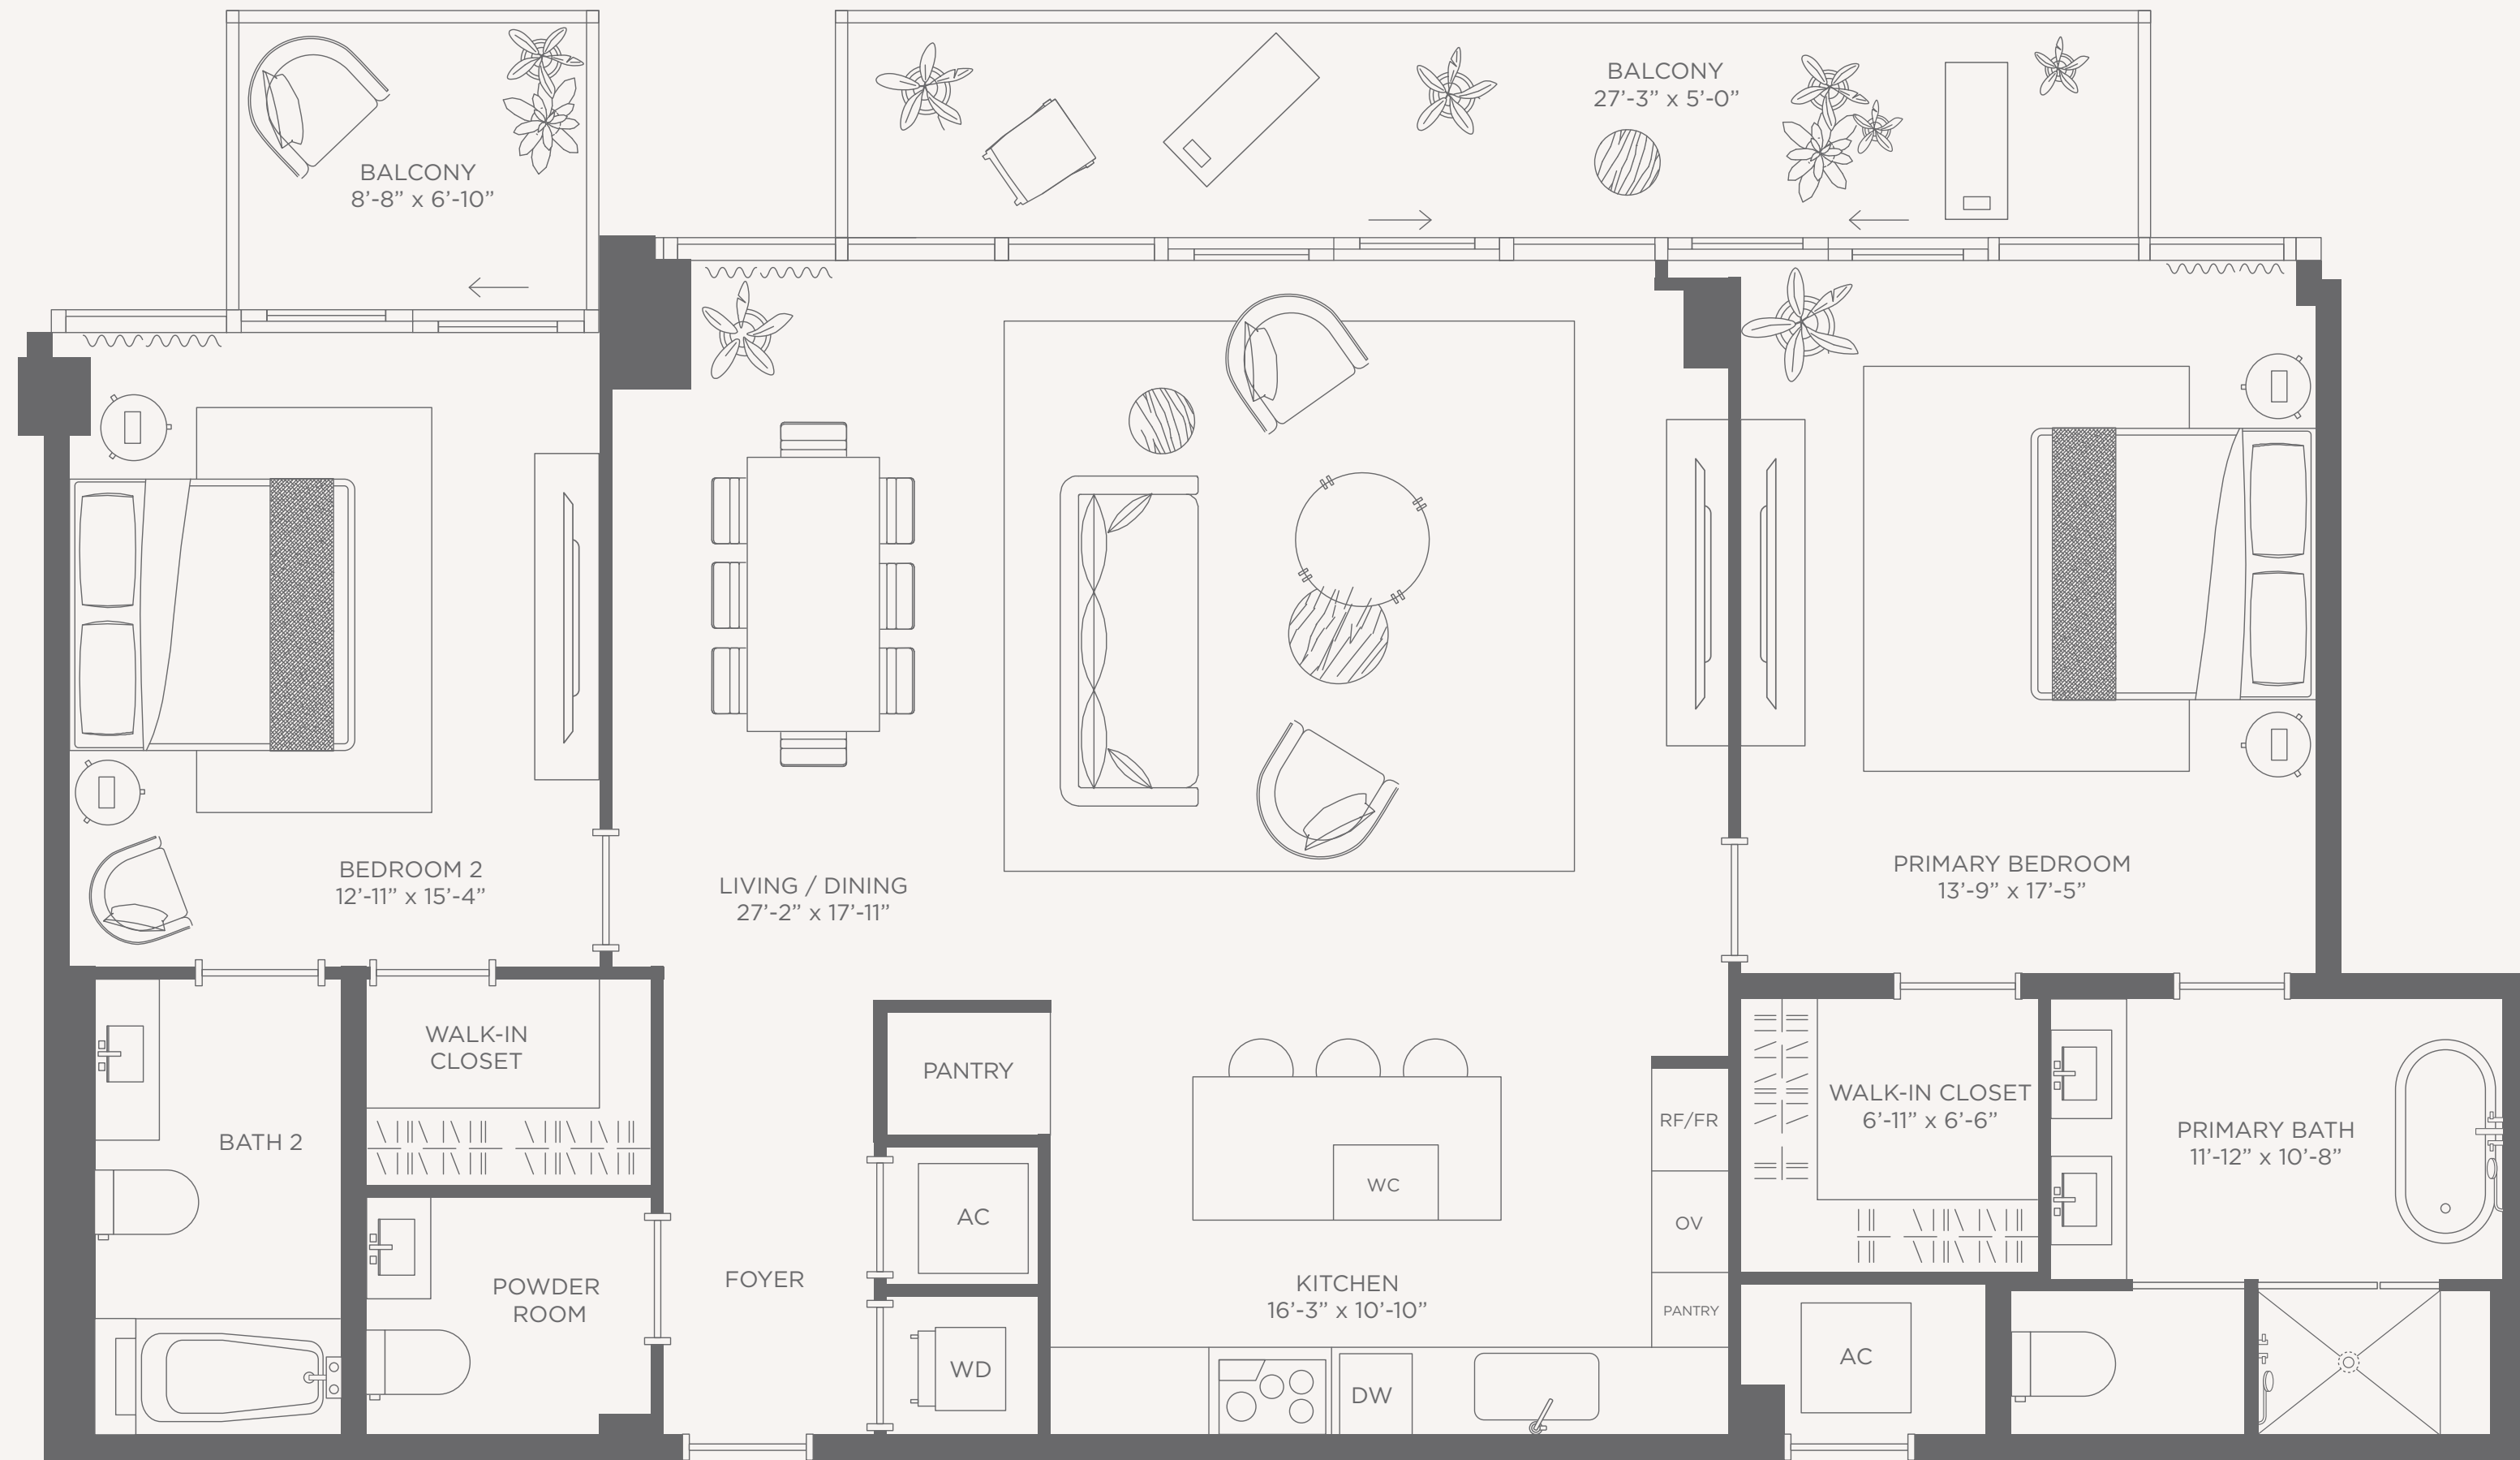 BALCONY
8’-8” x 6’-10”
BALCONY
27’-3” x 5’-0”
BEDROOM 2
12’-11” x 15’-4”
LIVING / DINING
27’-2” x 17’-11”
PRIMARY BEDROOM
13’-9” x 17’-5”
WALK-IN
CLOSET
BATH 2
POWDER
ROOM
FOYER
PANTRY
AC
WD
WC
KITCHEN
16’-3” x 10’-10”
DW
RF/FR
OV
PANTRY
WALK-IN CLOSET
6’-11” x 6’-6”
PRIMARY BATH
11’-12” x 10’-8”
AC